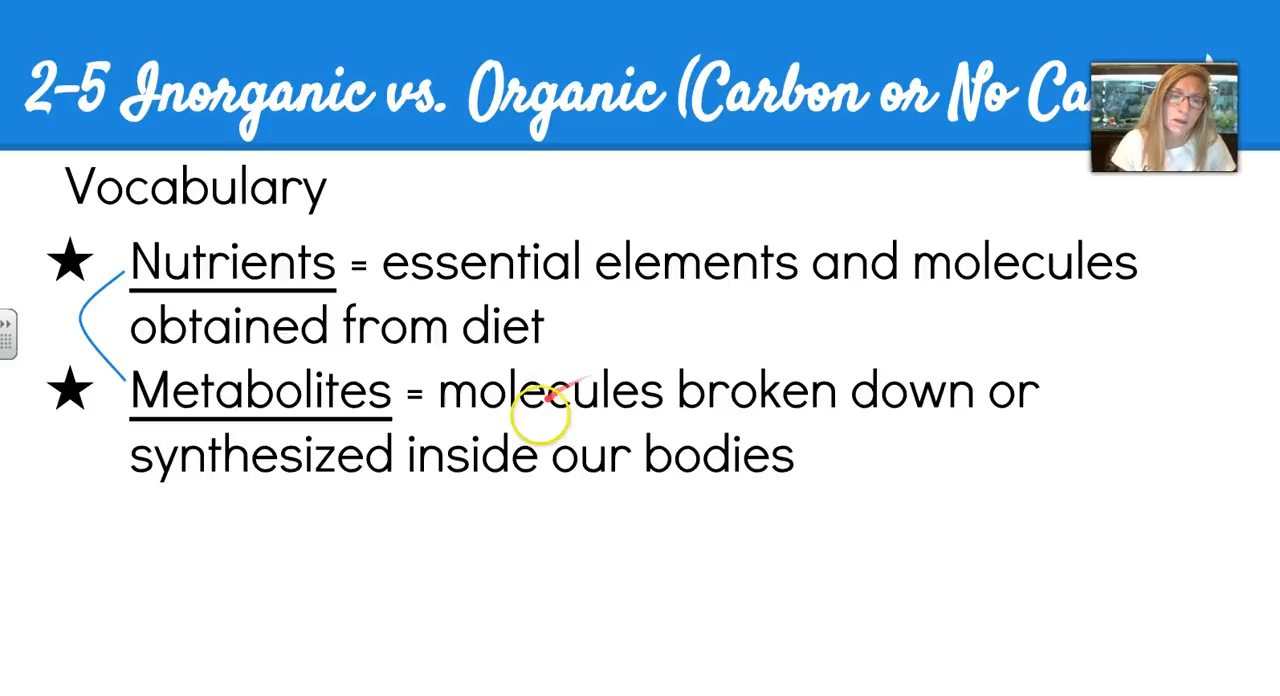 2-5 Inorganic vs. Organic (Carbon or No
Vocabulary
★ Nutrients = essential elements and molecules
obtained from diet
★ Metabolites = molecules broken down or
synthesized inside our bodies